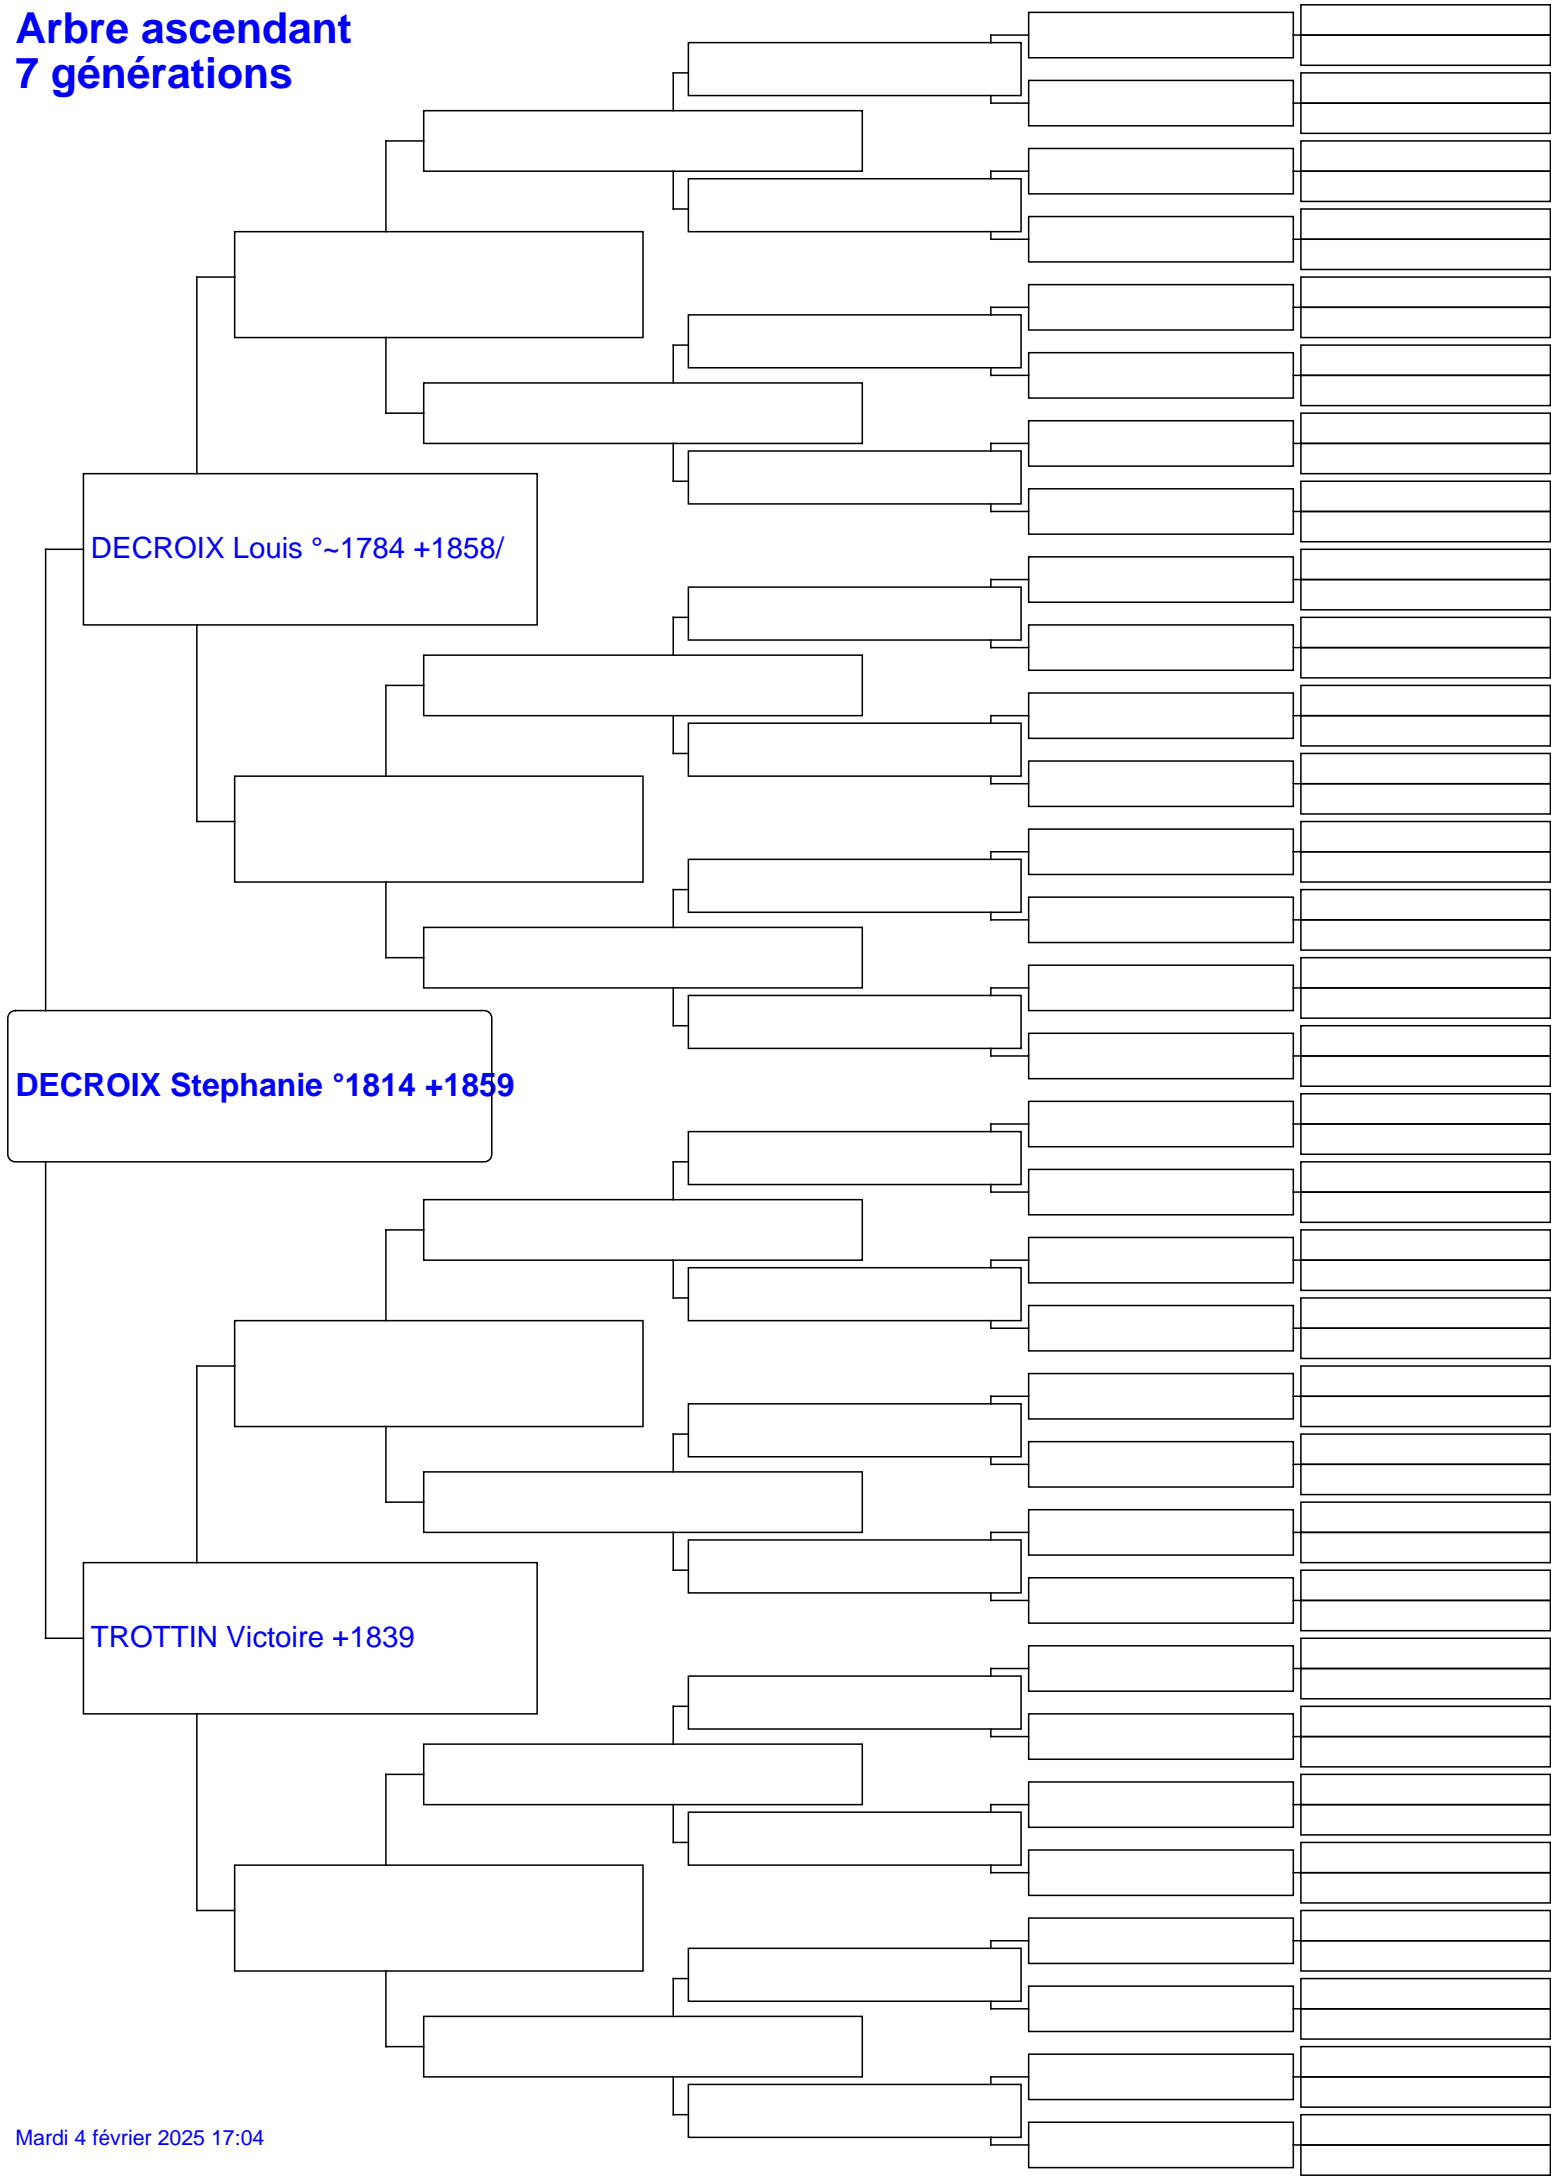 Arbre ascendant
7 générations
DECROIX Louis °~1784 +1858/
DECROIX Stephanie °1814 +1859
TROTTIN Victoire +1839
Mardi 4 février 2025 17:04